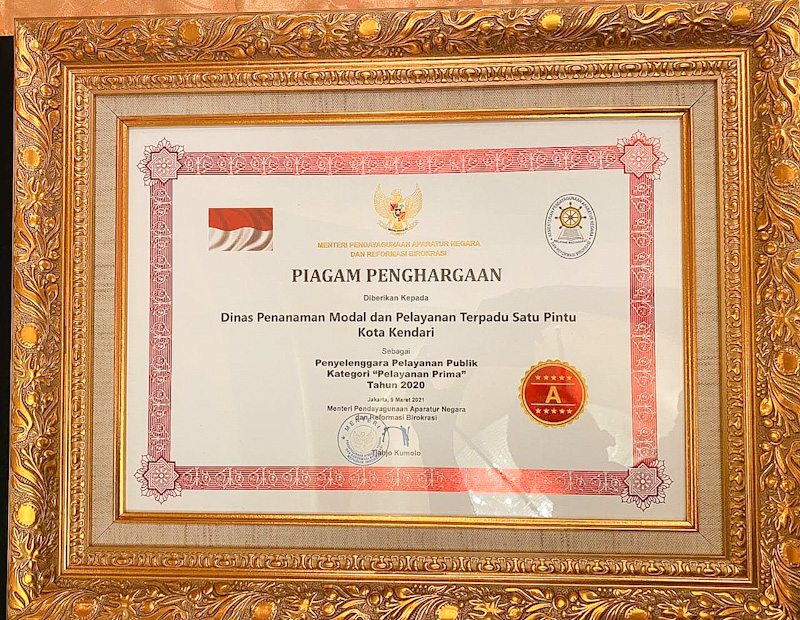 MENTERI PENDAYAGUNAAN APARATUR NEGARA
DAN REFORMASI BIROKRASI
PIAGAM PENGHARGAAN
Diberikan Kepada
Dinas Penanaman Modal dan Pelayanan Terpadu Satu Pintu
Kota Kendari
Sebagai
Penyelenggara Pelayanan Publik
Kategori "Pelayanan Prima"
Tahun 2020
A
Jakarta, 9 Maret 2021
Menteri Pendayagunaan Aparatur Negara
dan Reformasi Birokrasi
MENTERI
Tjahjo Kumolo